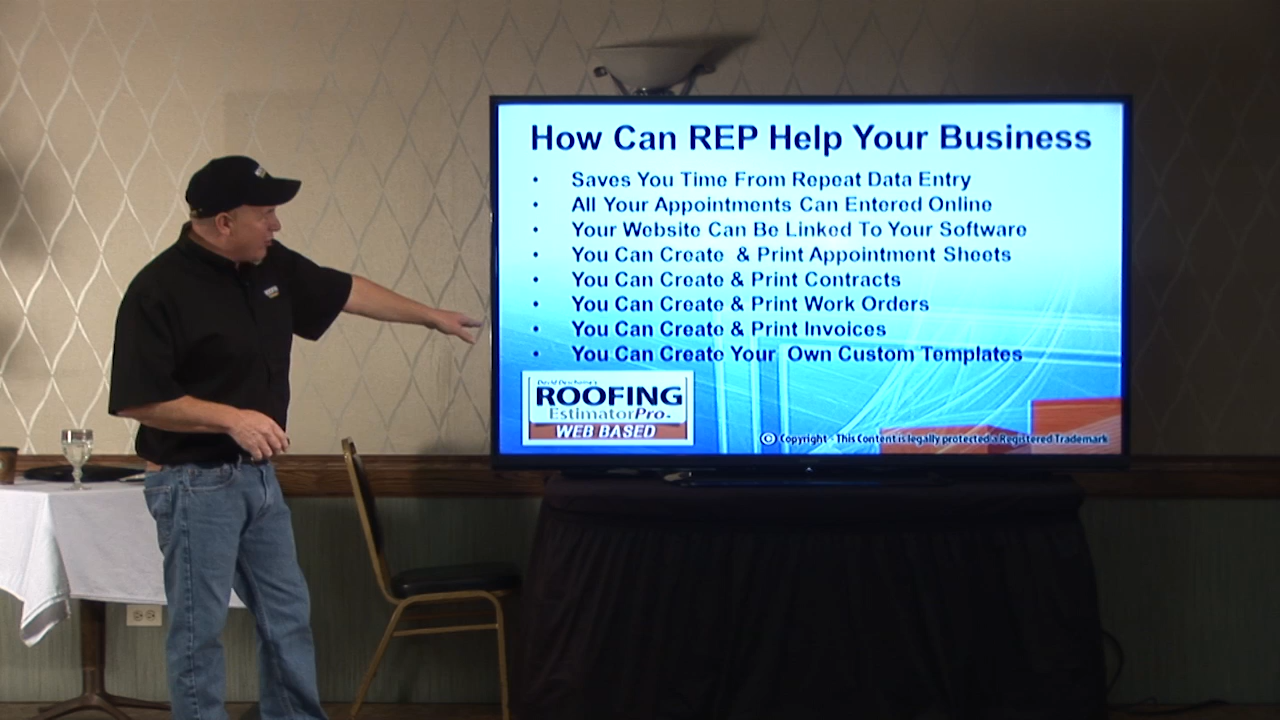 How Can REP Help Your Business
• Saves You Time From Repeat Data Entry
• All Your Appointments Can Entered Online
• Your Website Can Be Linked To Your Software
• You Can Create & Print Appointment Sheets
• You Can Create & Print Contracts
• You Can Create & Print Work Orders
• You Can Create & Print Invoices
• You Can Create Your Own Custom Templates
ROOFING
EstimatorPro
WEB BASED
© Copyright - This Content is legally protected a Registered Trademark